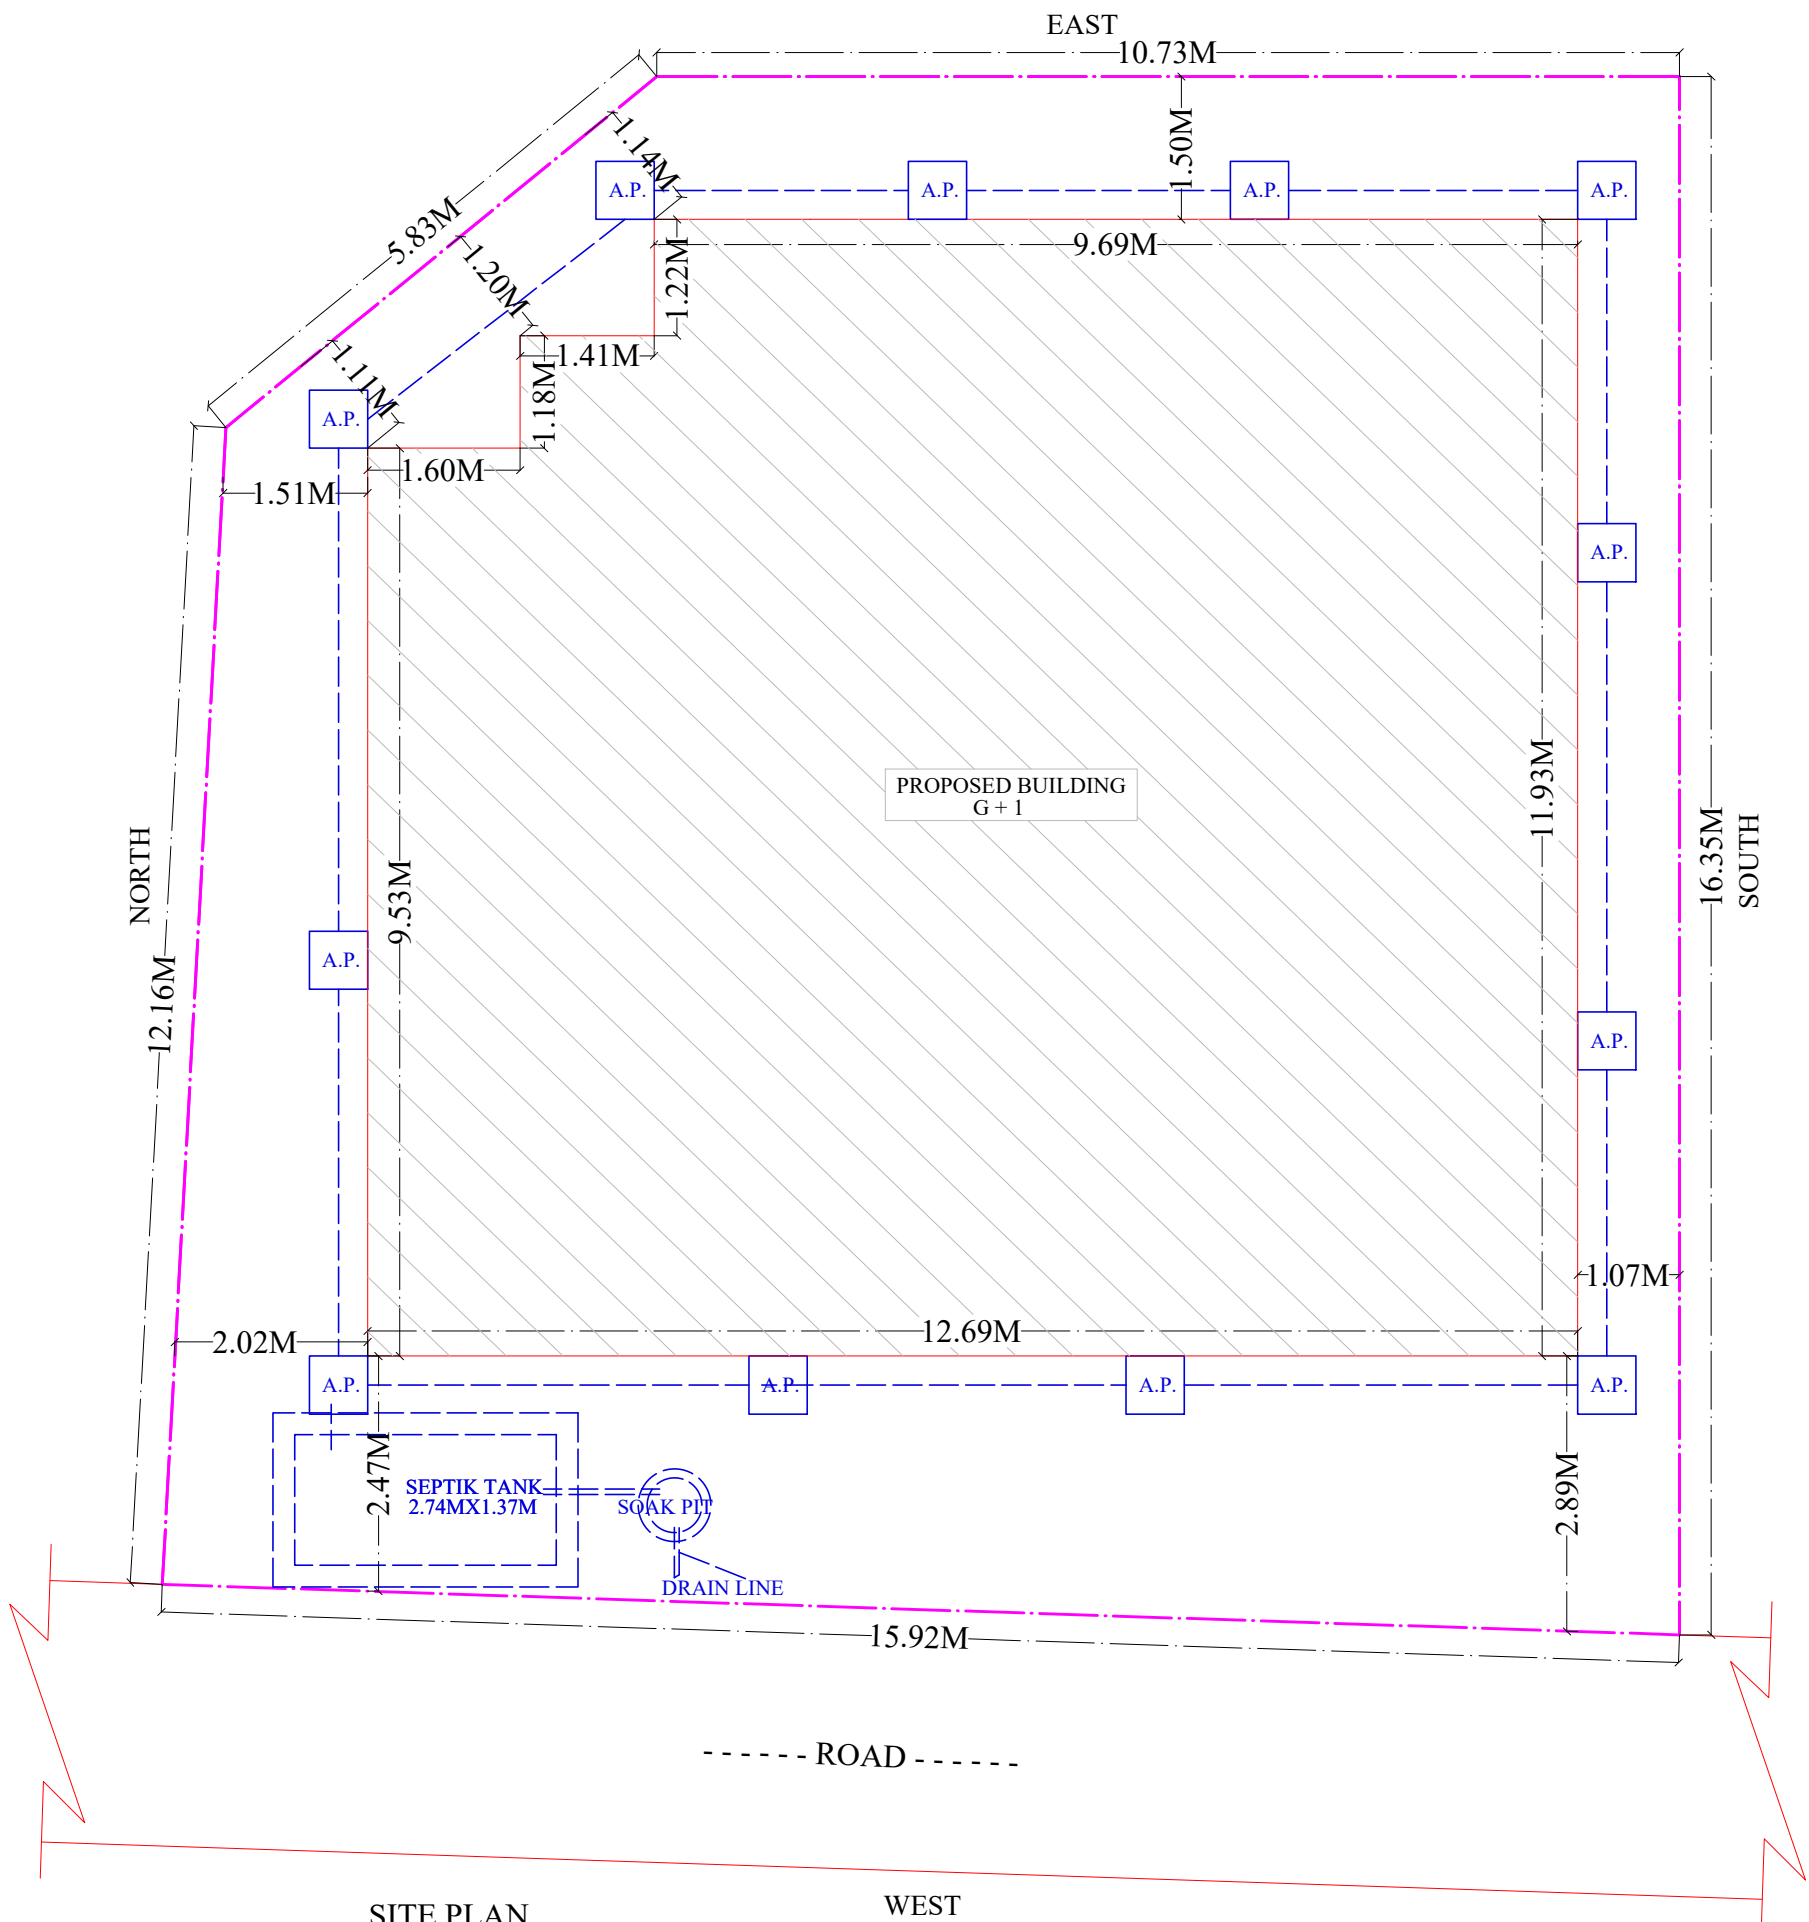 EAST
10.73M
1.14M
1.50M
A.P.
A.P.
A.P.
A.P.
5.83M
9.69M
1.22M
1.20M
1.41M
1.18M
1.11M
A.P.
1.60M
1.51M
A.P.
PROPOSED BUILDING
G + 1
11.93M
16.35M
SOUTH
NORTH
9.53M
12.16M
A.P.
A.P.
1.07M
12.69M
2.02M
A.P.
A.P.
A.P.
A.P.
2.47M
SEPTIK TANK
2.74MX1.37M
SOAK PIT
2.89M
DRAIN LINE
15.92M
- - - - - - ROAD - - - - - -
WEST
SITE PLAN